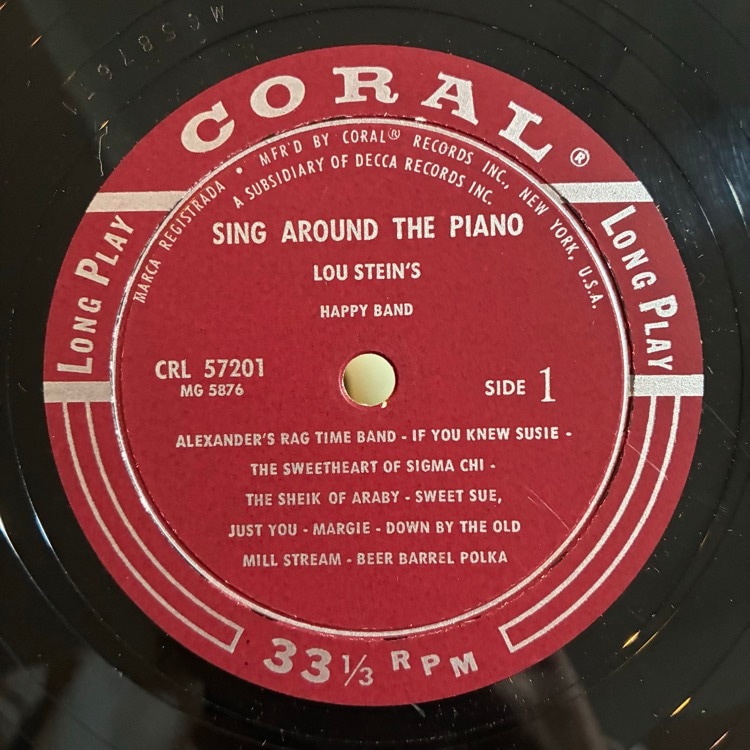 MG5876
CORAL®
MARCA REGISTRADA • MFR'D BY CORAL® RECORDS INC., NEW YORK, U.S.A.
A SUBSIDIARY OF DECCA RECORDS INC.
LONG PLAY
LONG PLAY
SING AROUND THE PIANO
LOU STEIN'S
HAPPY BAND
CRL 57201
MG 5876
SIDE 1
ALEXANDER'S RAG TIME BAND - IF YOU KNEW SUSIE -
THE SWEETHEART OF SIGMA CHI -
THE SHEIK OF ARABY - SWEET SUE,
JUST YOU - MARGIE - DOWN BY THE OLD
MILL STREAM - BEER BARREL POLKA
33 1/3 RPM